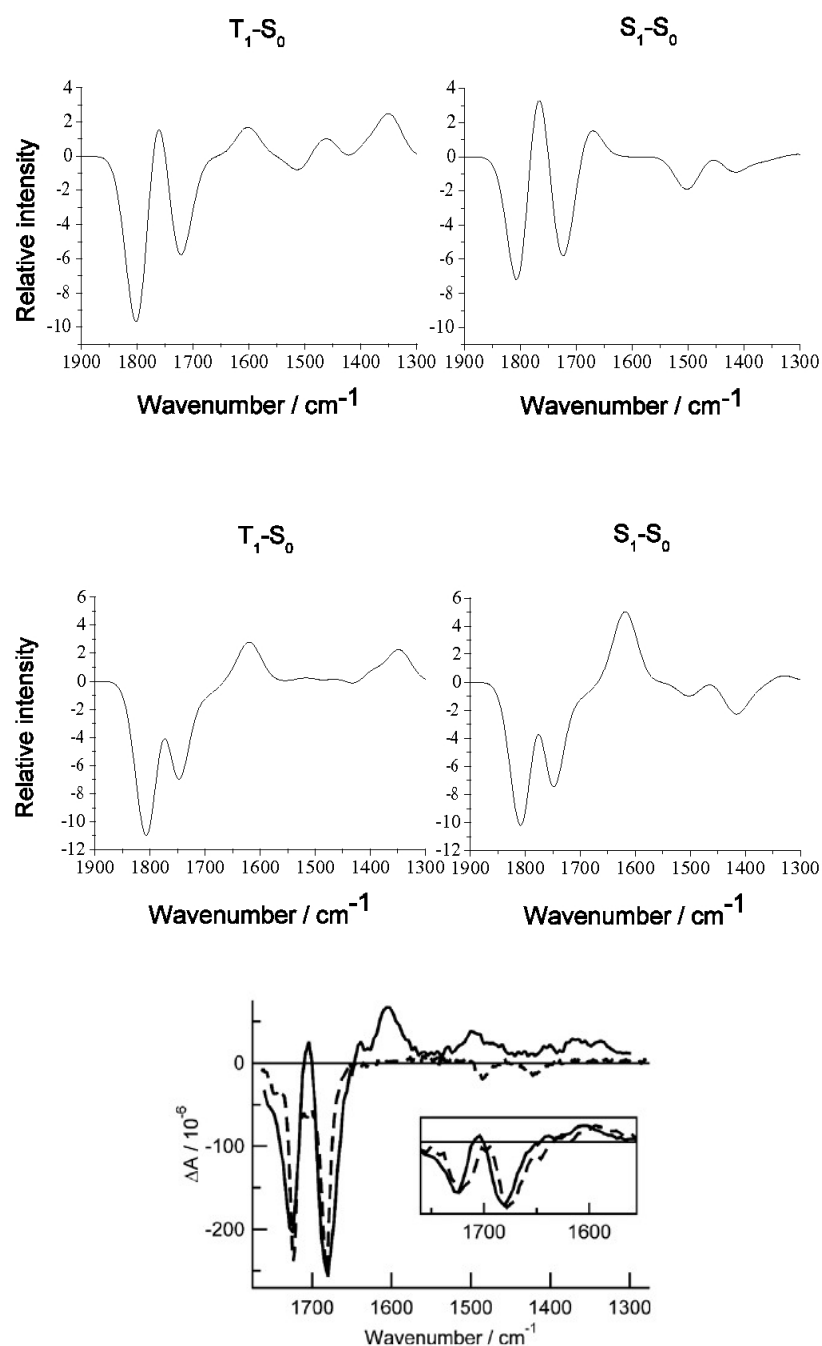 T₁-S₀
S₁-S₀
4
2
0
-2
-4
-6
-8
-10
Relative intensity
1900 1800 1700 1600 1500 1400 1300
Wavenumber / cm⁻¹
4
2
0
-2
-4
-6
-8
-10
1900 1800 1700 1600 1500 1400 1300
Wavenumber / cm⁻¹
T₁-S₀
S₁-S₀
6
4
2
0
-2
-4
-6
-8
-10
-12
Relative intensity
1900 1800 1700 1600 1500 1400 1300
Wavenumber / cm⁻¹
6
4
2
0
-2
-4
-6
-8
-10
-12
1900 1800 1700 1600 1500 1400 1300
Wavenumber / cm⁻¹
0
-100
-200
ΔA / 10⁻⁶
1700 1600
1700 1600 1500 1400 1300
Wavenumber / cm⁻¹